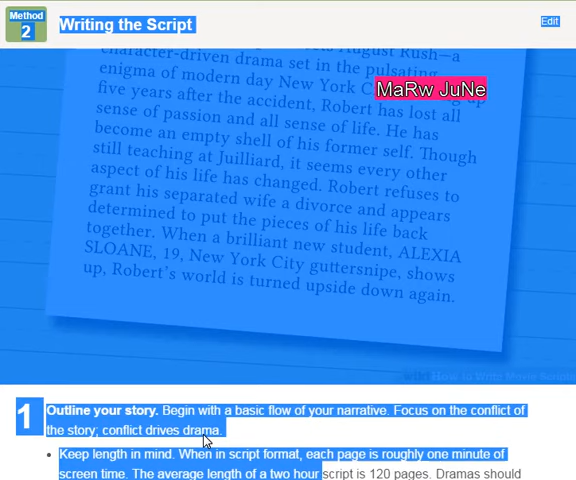 Method
2
Writing the Script
Edit
August Rush—a
character-driven drama set in the pulsating
enigma of modern day New York
MaRw JuNe
up
five years after the accident, Robert has lost all
sense of passion and all sense of life. He has
become an empty shell of his former self. Though
still teaching at Juilliard, it seems every other
aspect of his life has changed. Robert refuses to
grant his separated wife a divorce and appears
determined to put the pieces of his life back
together. When a brilliant new student, ALEXIA
SLOANE, 19, New York City guttersnipe, shows
up, Robert's world is turned upside down again.
How to Write Movie Scripts
1
Outline your story. Begin with a basic flow of your narrative. Focus on the conflict of
the story; conflict drives drama.
Keep length in mind. When in script format, each page is roughly one minute of
screen time. The average length of a two hour script is 120 pages. Dramas should